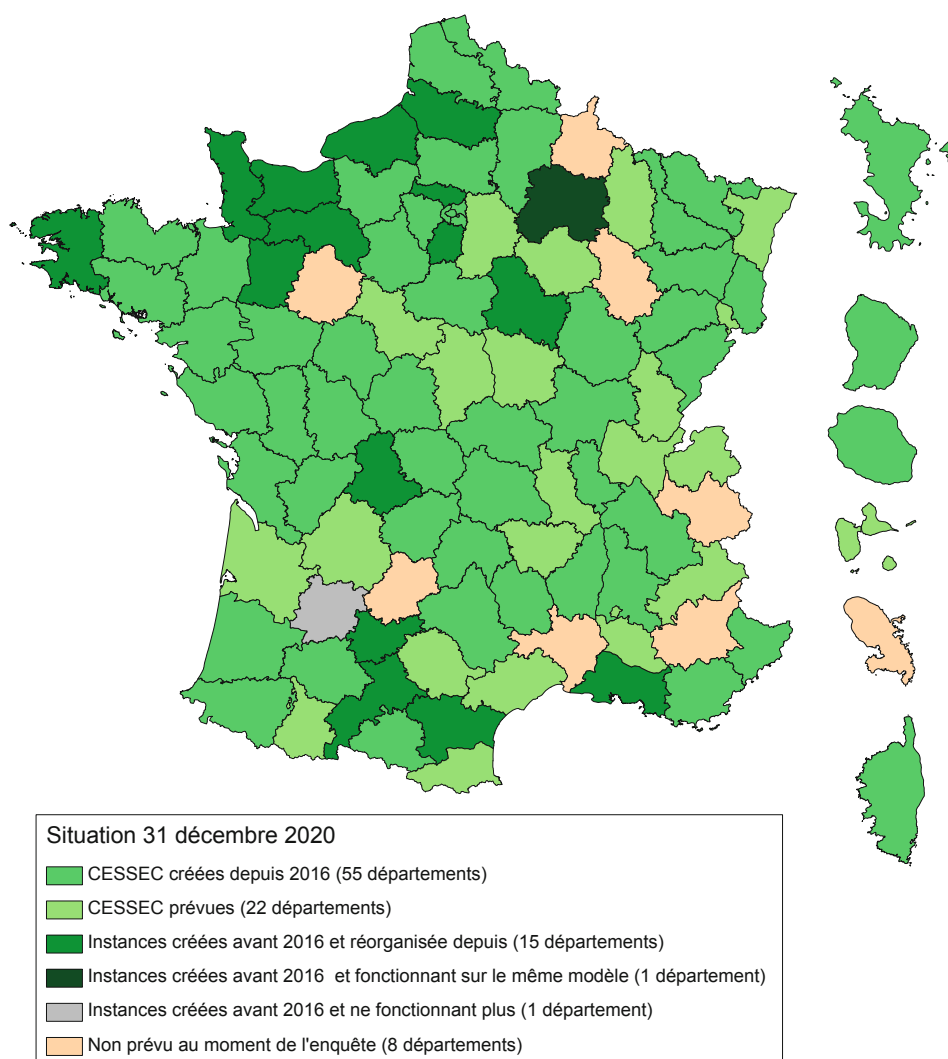 Situation 31 décembre 2020
CESSEC créées depuis 2016 (55 départements)
CESSEC prévues (22 départements)
Instances créées avant 2016 et réorganisée depuis (15 départements)
Instances créées avant 2016 et fonctionnant sur le même modèle (1 département)
Instances créées avant 2016 et ne fonctionnant plus (1 département)
Non prévu au moment de l'enquête (8 départements)